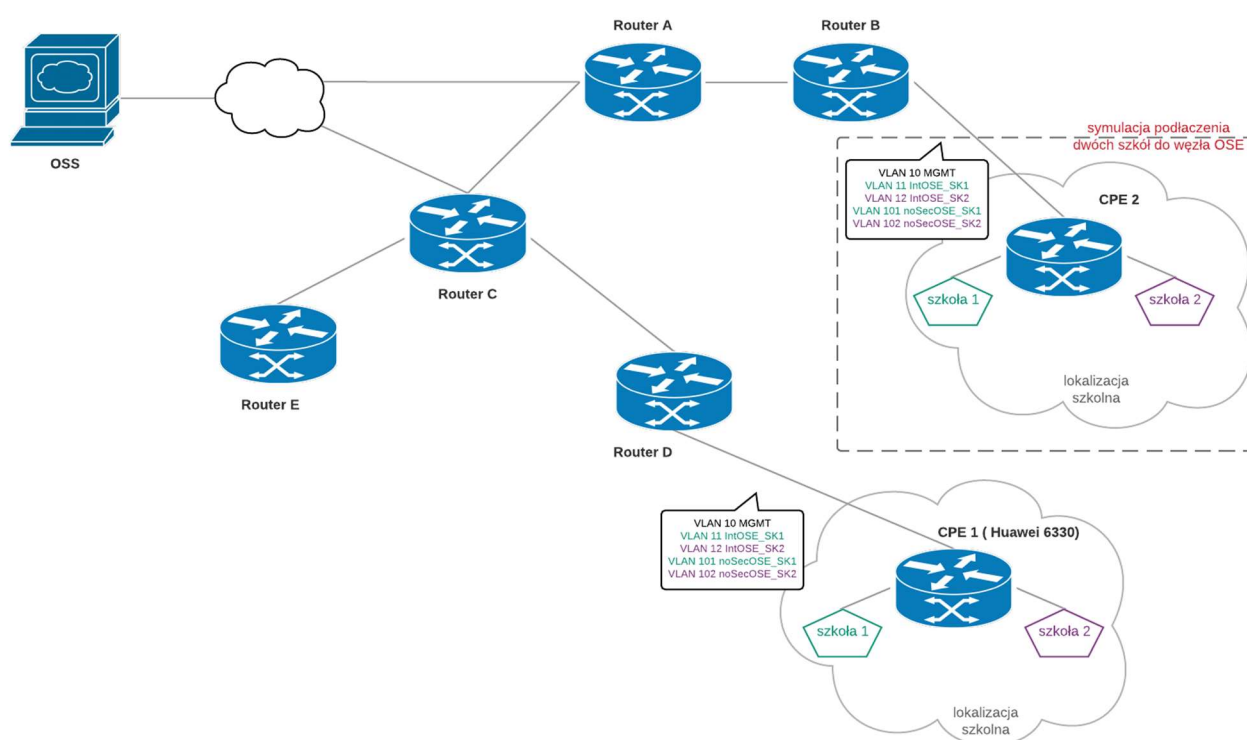 Router A
Router B
OSS
symulacja podłaczenia
dwóch szkół do węzła OSE
VLAN 10 MGMT
VLAN 11 IntOSE_SK1
VLAN 12 IntOSE_SK2
VLAN 101 noSecOSE_SK1
VLAN 102 noSecOSE_SK2
CPE 2
szkoła 1
szkoła 2
lokalizacja
szkolna
Router C
Router E
Router D
VLAN 10 MGMT
VLAN 11 IntOSE_SK1
VLAN 12 IntOSE_SK2
VLAN 101 noSecOSE_SK1
VLAN 102 noSecOSE_SK2
CPE 1 ( Huawei 6330)
szkoła 1
szkoła 2
lokalizacja
szkolna